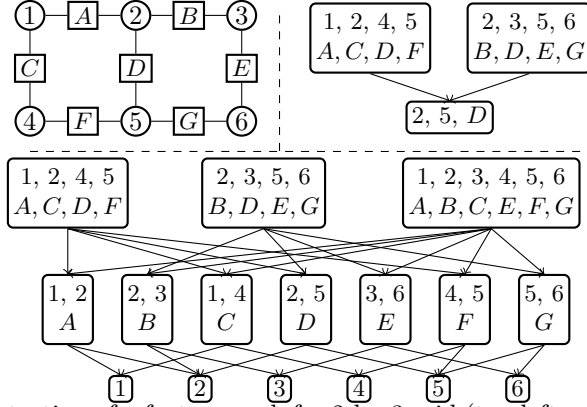 1 A 2 B 3
C D E
4 F 5 G 6
1, 2, 4, 5
A, C, D, F
2, 3, 5, 6
B, D, E, G
2, 5, D
1, 2, 4, 5
A, C, D, F
2, 3, 5, 6
B, D, E, G
1, 2, 3, 4, 5, 6
A, B, C, E, F, G
1, 2
A
2, 3
B
1, 4
C
2, 5
D
3, 6
E
4, 5
F
5, 6
G
1 2 3 4 5 6